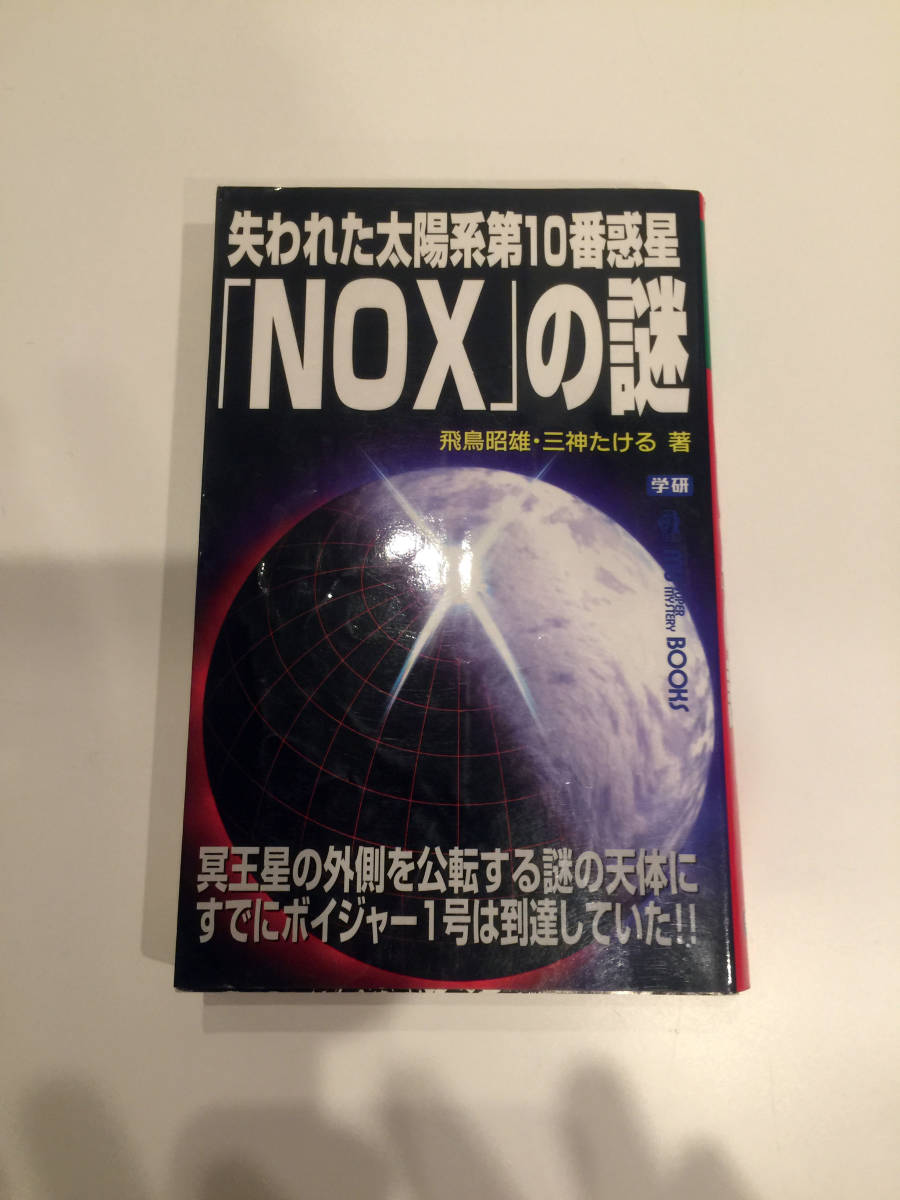 失われた太陽系第10番惑星
「NOX」の謎
飛鳥昭雄・三神たける 著
学研
SUPER
MYSTERY
BOOKS
冥王星の外側を公転する謎の天体に
すでにボイジャー1号は到達していた!!